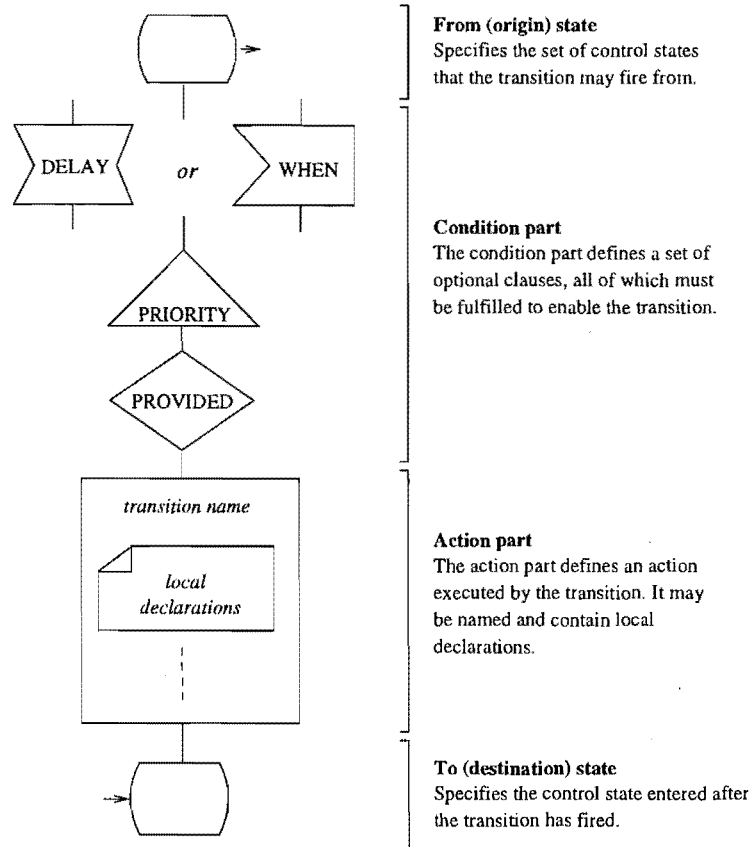 From (origin) state
Specifies the set of control states
that the transition may fire from.
DELAY
or
WHEN
PRIORITY
PROVIDED
Condition part
The condition part defines a set of
optional clauses, all of which must
be fulfilled to enable the transition.
transition name
local
declarations
Action part
The action part defines an action
executed by the transition. It may
be named and contain local
declarations.
To (destination) state
Specifies the control state entered after
the transition has fired.